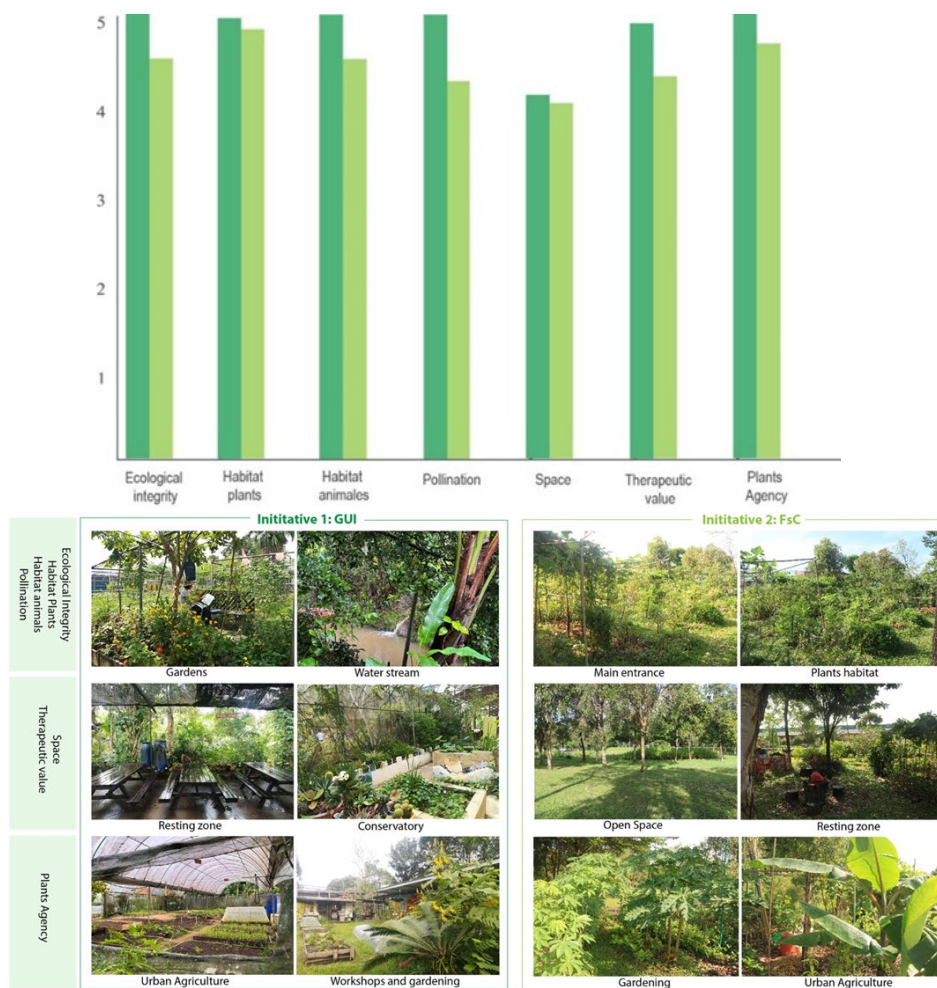 5
4
3
2
1
Ecological
integrity
Habitat
plants
Habitat
animales
Pollination
Space
Therapeutic
value
Plants
Agency
Inititative 1: GUI
Inititative 2: FsC
Ecological Integrity
Habitat Plants
Habitat animals
Pollination
Gardens
Water stream
Main entrance
Plants habitat
Space
Therapeutic value
Resting zone
Conservatory
Open Space
Resting zone
Plants Agency
Urban Agriculture
Workshops and gardening
Gardening
Urban Agriculture